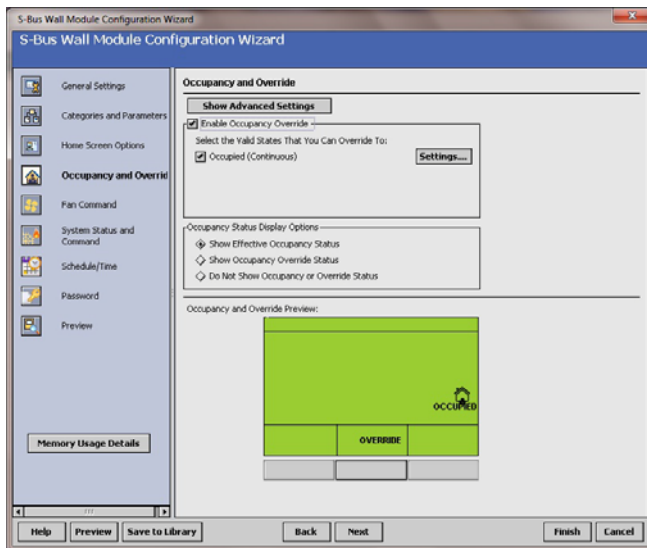 S-Bus Wall Module Configuration Wizard
S-Bus Wall Module Configuration Wizard
General Settings
Categories and Parameters
Home Screen Options
Occupancy and Overrid
Fan Command
System Status and
Command
Schedule/Time
Password
Preview
Memory Usage Details
Occupancy and Override
Show Advanced Settings
Enable Occupancy Override
Select the Valid States That You Can Override To:
Occupied (Continuous)
Settings....
Occupancy Status Display Options
Show Effective Occupancy Status
Show Occupancy Override Status
Do Not Show Occupancy or Override Status
Occupancy and Override Preview:
OCCUPIED
OVERRIDE
Help
Preview
Save to Library
Back
Next
Finish
Cancel